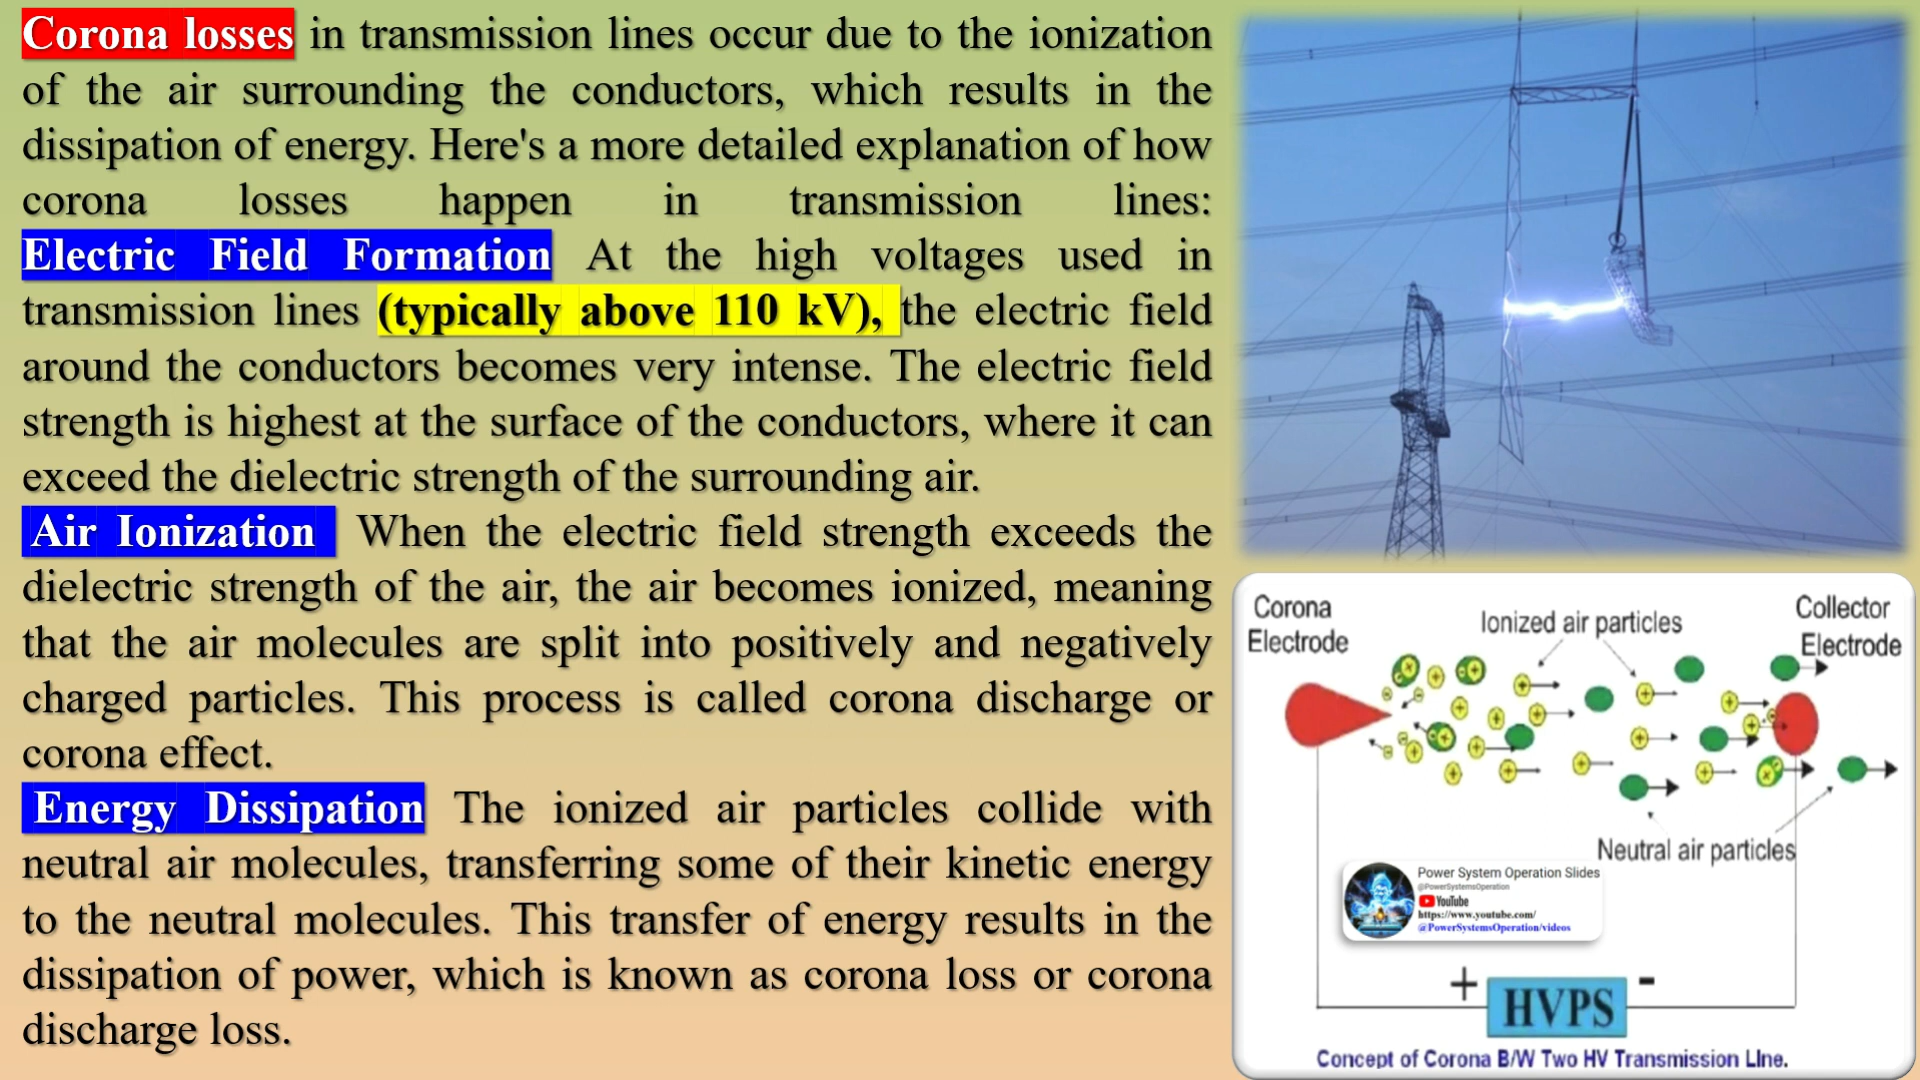 Corona losses in transmission lines occur due to the ionization
of the air surrounding the conductors, which results in the
dissipation of energy. Here's a more detailed explanation of how
corona losses happen in transmission lines:
Electric Field Formation At the high voltages used in
transmission lines (typically above 110 kV), the electric field
around the conductors becomes very intense. The electric field
strength is highest at the surface of the conductors, where it can
exceed the dielectric strength of the surrounding air.
Air Ionization When the electric field strength exceeds the
dielectric strength of the air, the air becomes ionized, meaning
that the air molecules are split into positively and negatively
charged particles. This process is called corona discharge or
corona effect.
Energy Dissipation The ionized air particles collide with
neutral air molecules, transferring some of their kinetic energy
to the neutral molecules. This transfer of energy results in the
dissipation of power, which is known as corona loss or corona
discharge loss.
Corona
Electrode
Ionized air particles
Collector
Electrode
Neutral air particles
Power System Operation Slides
@PowerSystemsOperation
YouTube
https://www.youtube.com/
@PowerSystemsOperation/videos
+ HVPS -
Concept of Corona B/W Two HV Transmission LIne.